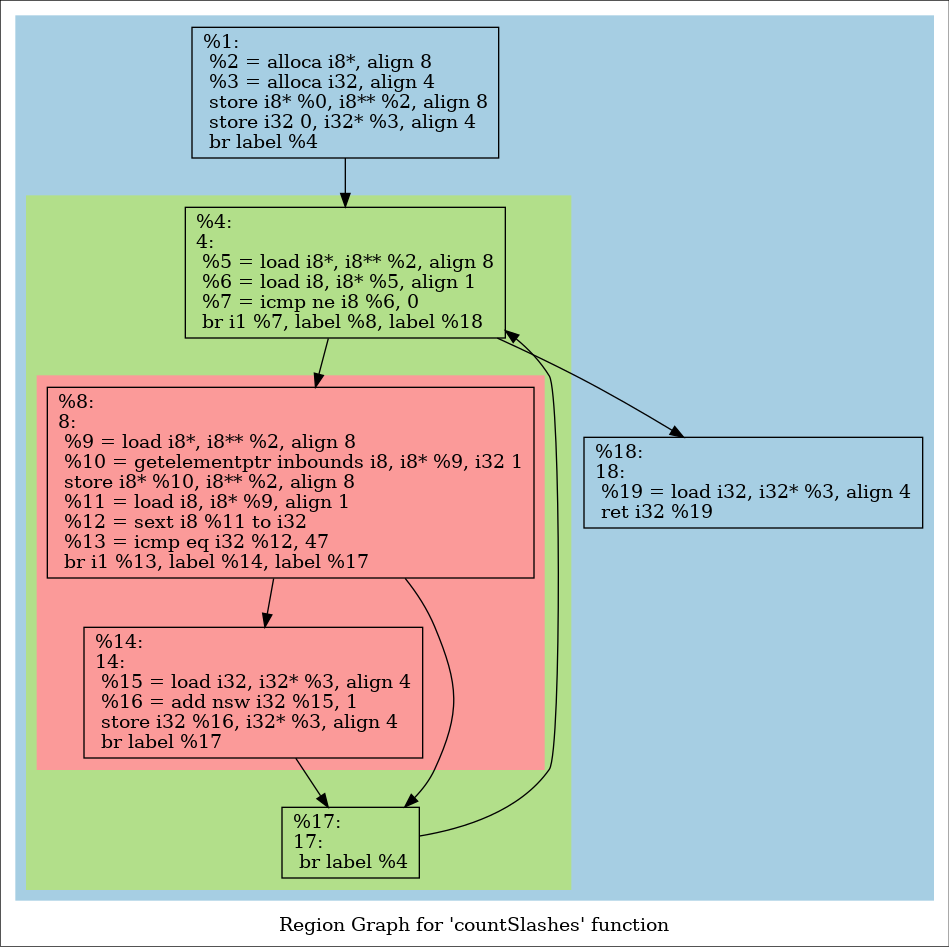 %1:
%2 = alloca i8*, align 8
%3 = alloca i32, align 4
store i8* %0, i8** %2, align 8
store i32 0, i32* %3, align 4
br label %4
%4:
4:
%5 = load i8*, i8** %2, align 8
%6 = load i8, i8* %5, align 1
%7 = icmp ne i8 %6, 0
br i1 %7, label %8, label %18
%8:
8:
%9 = load i8*, i8** %2, align 8
%10 = getelementptr inbounds i8, i8* %9, i32 1
store i8* %10, i8** %2, align 8
%11 = load i8, i8* %9, align 1
%12 = sext i8 %11 to i32
%13 = icmp eq i32 %12, 47
br i1 %13, label %14, label %17
%18:
18:
%19 = load i32, i32* %3, align 4
ret i32 %19
%14:
14:
%15 = load i32, i32* %3, align 4
%16 = add nsw i32 %15, 1
store i32 %16, i32* %3, align 4
br label %17
%17:
17:
br label %4
Region Graph for 'countSlashes' function